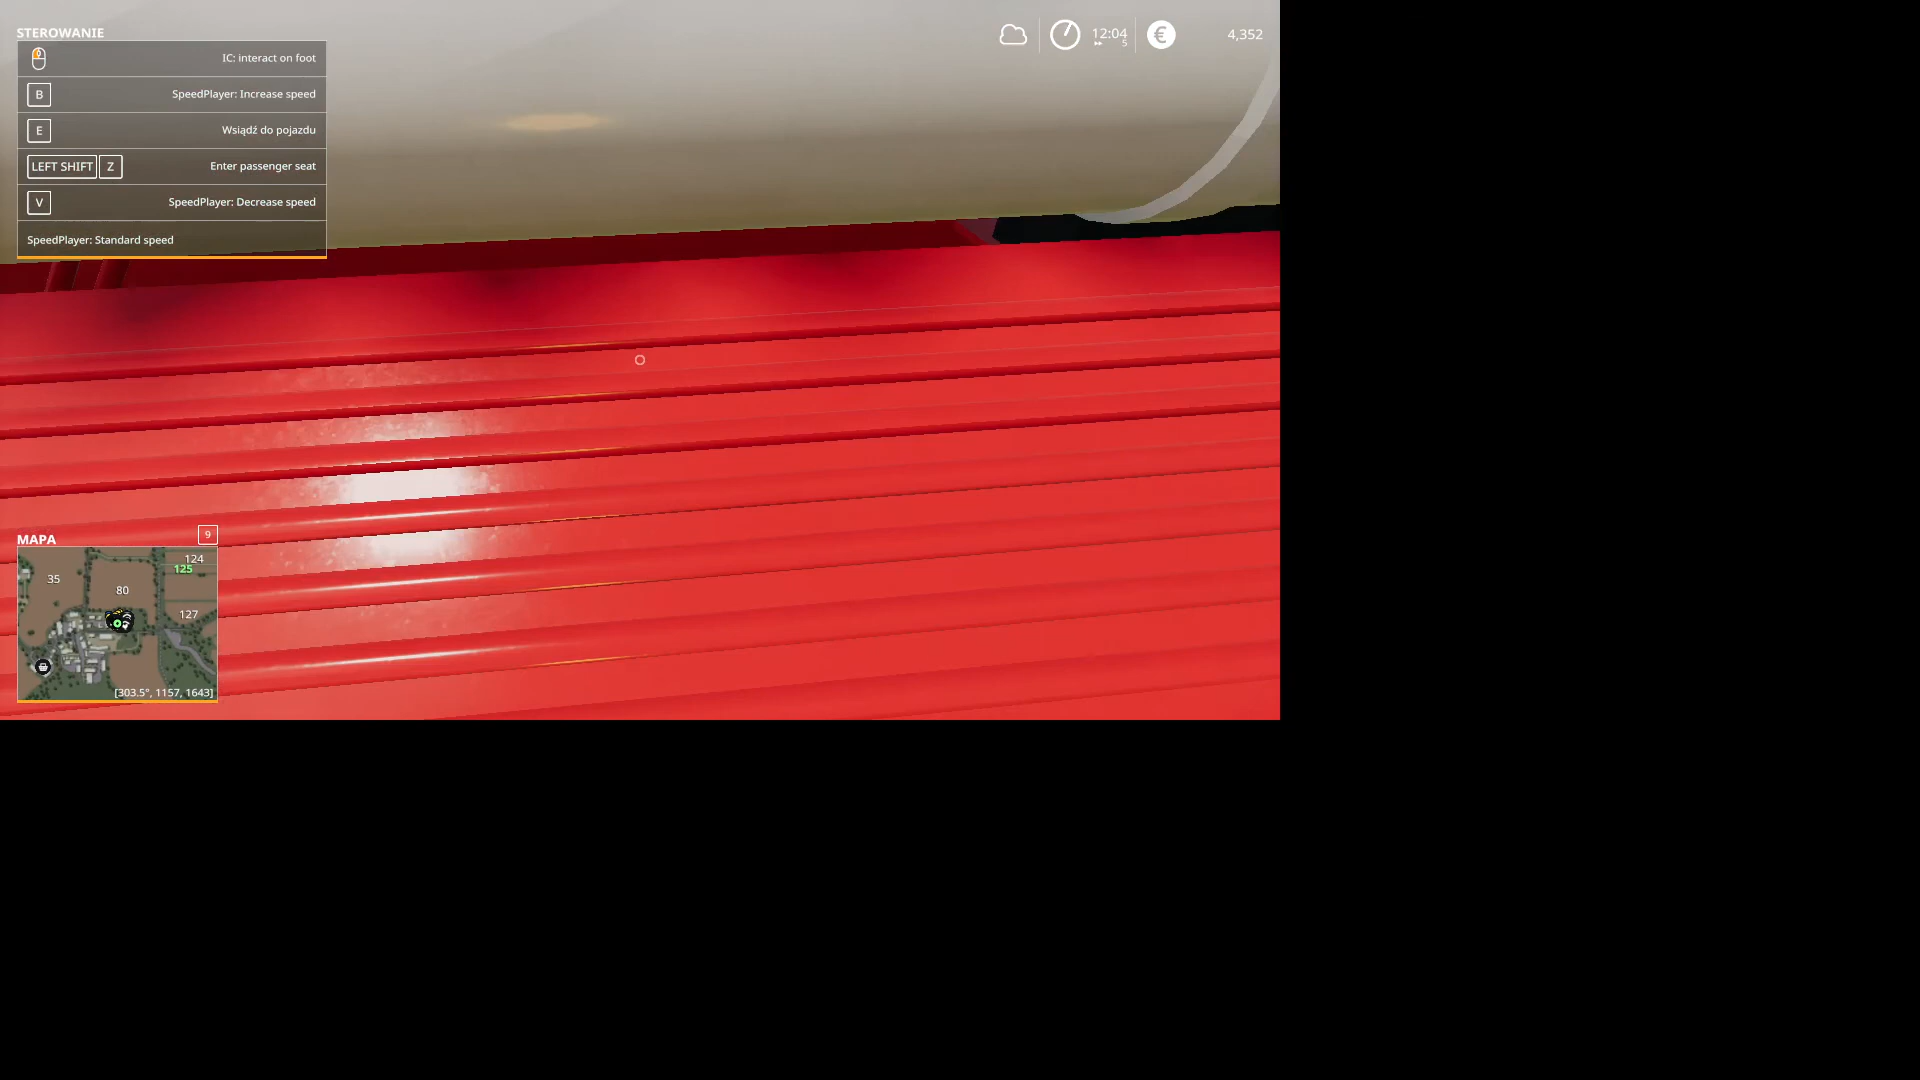 STEROWANIE
IC: interact on foot
B SpeedPlayer: Increase speed
E Wsiądź do pojazdu
LEFT SHIFT Z Enter passenger seat
V SpeedPlayer: Decrease speed
SpeedPlayer: Standard speed
12:04
5
€ 4,352
MAPA 9
124
125
35
80
127
[303.5°, 1157, 1643]